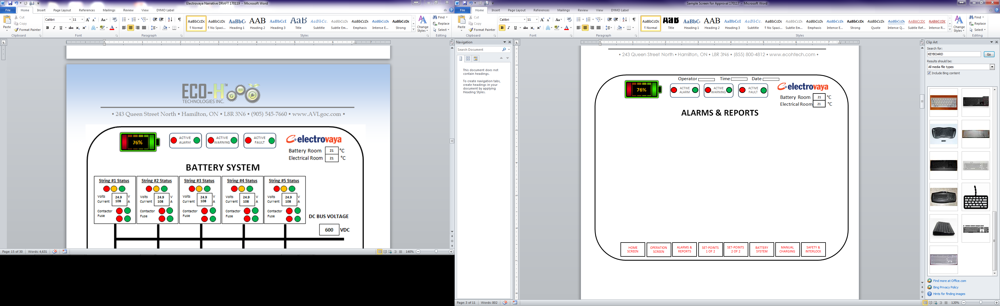 Electrovaya Narrative DRAFT 170119 - Microsoft Word
File Home Insert Page Layout References Mailings Review View DYMO Label
Paste
Cut
Copy
Format Painter
Clipboard
Calibri 11
Font
Paragraph
AaBbCcDc AaBbCcDc AaBbCc AAB AaBbCcI AaB AaBbCc. AaBbCcDc AaBbCcDc AaBbCcDc AaBbCcDc
¶ Normal ¶ No Spaci... Heading 1 Heading 2 Heading 3 Title Subtitle Subtle Em... Emphasis Intense E... Strong
Change Styles
Styles
Find
Replace
Select
Editing
ECO-H™
TECHNOLOGIES INC.
G
• 243 Queen Street North • Hamilton, ON • L8R 3N6 • (905) 545-7660 • www.AVLgoc.com •
76%
ACTIVE ALARM
ACTIVE WARNING
ACTIVE FAULT
electrovaya
Battery Room 21 °C
Electrical Room 21 °C
BATTERY SYSTEM
String #1 Status String #2 Status String #3 Status String #4 Status String #5 Status
Volts 24.9 V Volts 24.9 V Volts 24.9 V Volts 24.9 V Volts 24.9 V
Current 108 A Current 108 A Current 108 A Current 108 A Current 108 A
Contactor Contactor Contactor Contactor Contactor
Fuse Fuse Fuse Fuse Fuse
DC BUS VOLTAGE
600 VDC
Page: 15 of 30 Words: 4,631 140%
Sample Screen for Approval 170117 - Microsoft Word
File Home Insert Page Layout References Mailings Review View DYMO Label
Paste
Cut
Copy
Format Painter
Clipboard
Calibri 11
Font
Paragraph
AaBbCcDc AaB AaBbCc AAB AaBbCcI AaBbCc. AaBbCcDc AaBbCcDc AaBbCcDc AaBbCcDc AaBbCcDc AaBbCcDc AaBbCcDc AaBbCcDc AaBbCcDc
¶ Normal Title Heading 1 Heading 2 Heading 3 Subtitle ¶ No Spaci... Subtle Em... Emphasis Intense E... Strong Quote Intense Q... Subtle Ref... Intense R...
Change Styles
Styles
Find
Replace
Select
Editing
Navigation
Search Document
This document does not
contain headings.
To create navigation tabs,
create headings in your
document by applying
Heading Styles.
• 243 Queen Street North • Hamilton, ON • L8R 3N6 • (855) 800-4812 • www.ecohtech.com •
Operator Time Date
76%
ACTIVE ALARM
ACTIVE WARNING
ACTIVE FAULT
electrovaya
Battery Room 21 °C
Electrical Room 21 °C
ALARMS & REPORTS
HOME SCREEN
OPERATION SCREEN
ALARMS & REPORTS
SET-POINTS 1 OF 2
SET-POINTS 2 OF 2
BATTERY SYSTEM
MANUAL CHARGING
SAFETY & INTERLOCK
Page: 3 of 11 Words: 802 120%
Clip Art
Search for:
KEYBOARD Go
Results should be:
All media file types
Include Bing content
Find more at Office.com
Bing Privacy Policy
Hints for finding images